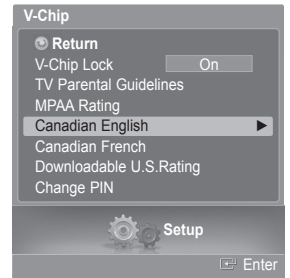 V-Chip
Return
V-Chip Lock On
TV Parental Guidelines
MPAA Rating
Canadian English
Canadian French
Downloadable U.S.Rating
Change PIN
Setup
Enter